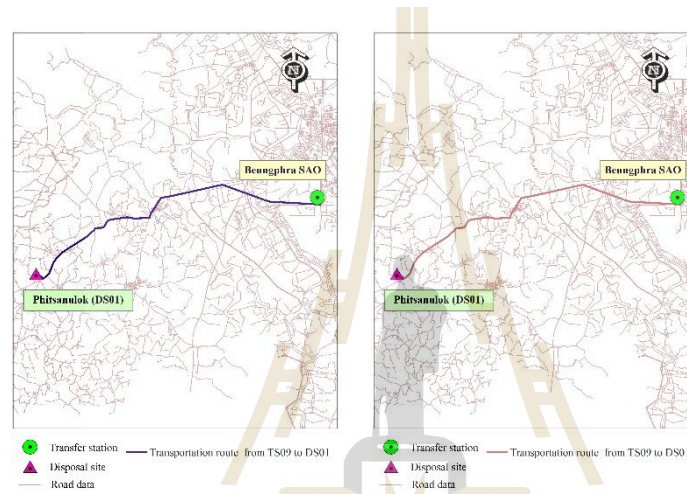 N
Beungphra SAO
Phitsanulok (DS01)
Transfer station
Transportation route from TS09 to DS01
Disposal site
Road data
N
Beungphra SAO
Phitsanulok (DS01)
Transfer station
Transportation route from TS09 to DS0
Disposal site
Road data